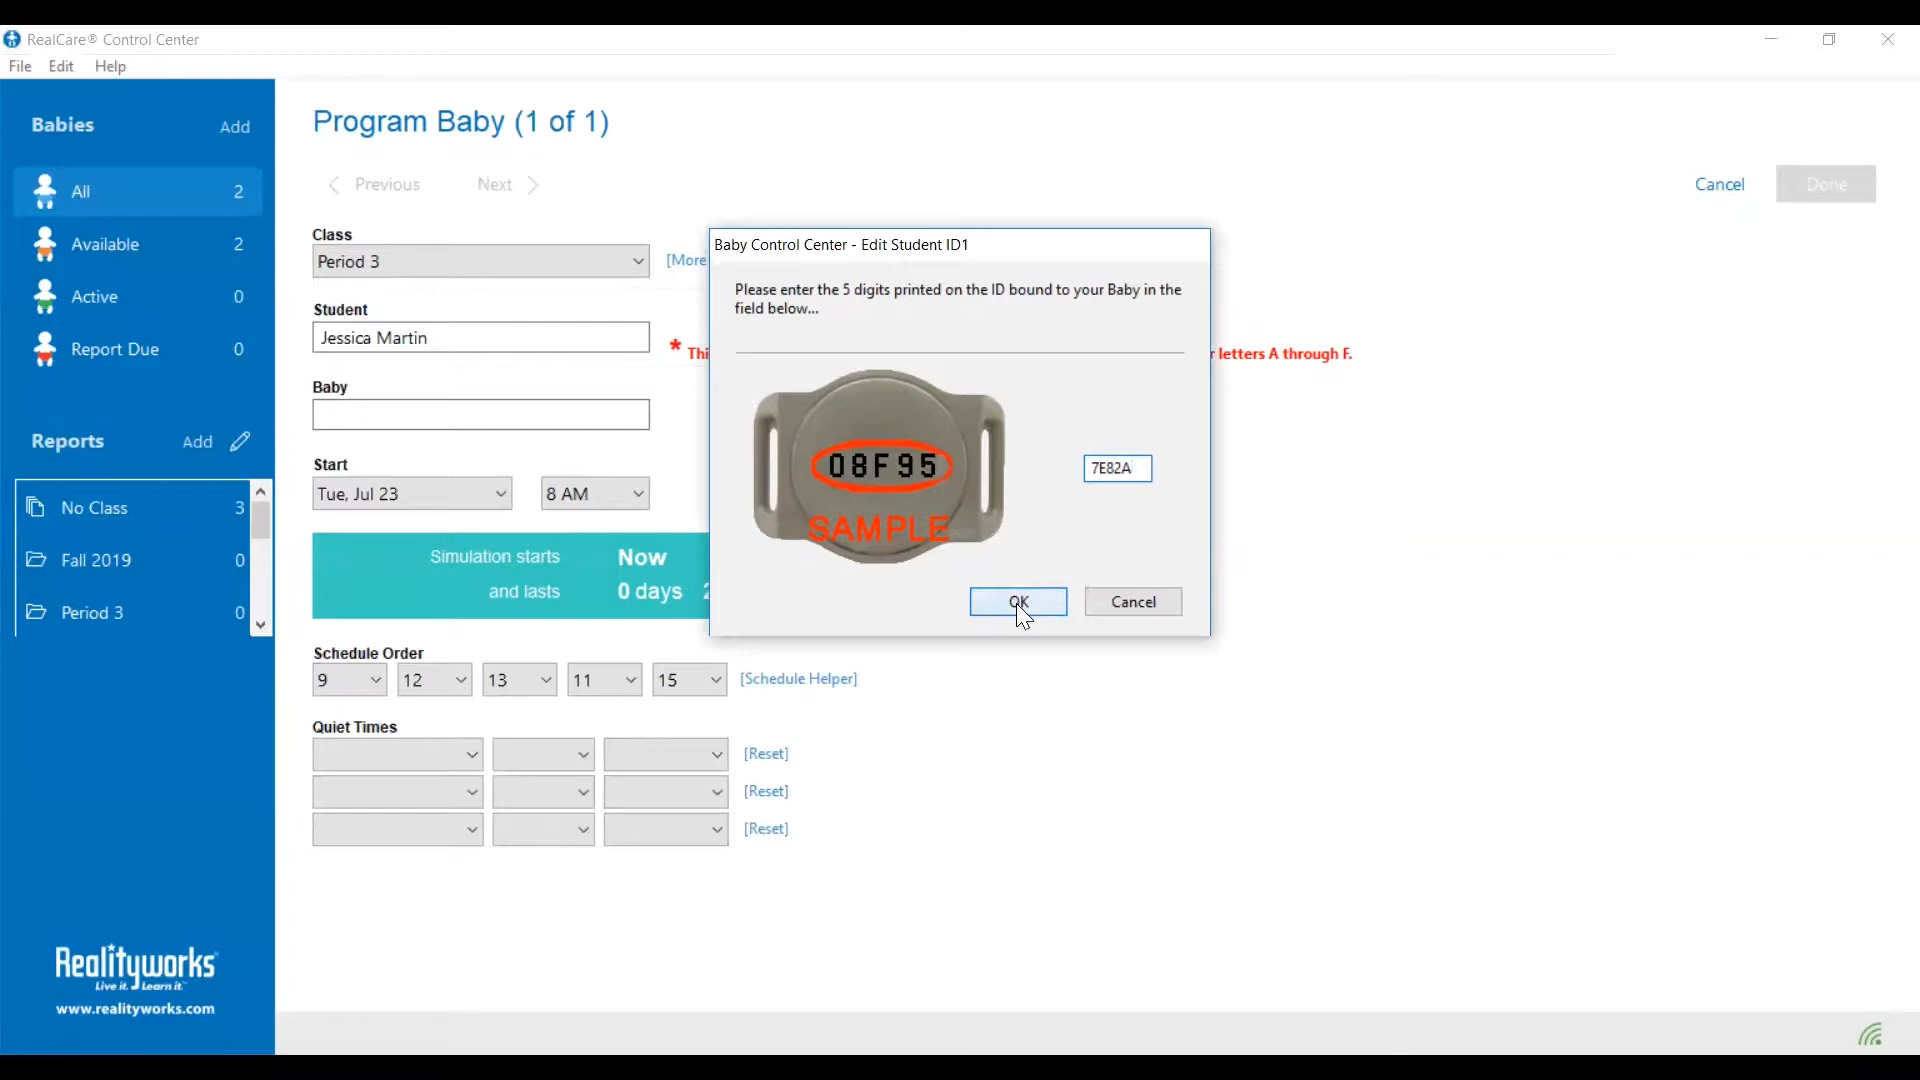 RealCare® Control Center
File Edit Help
Babies Add
All 2
Available 2
Active 0
Report Due 0
Reports Add
No Class 3
Fall 2019 0
Period 3 0
Realityworks
Live it. Learn it.
www.realityworks.com
Program Baby (1 of 1)
Previous Next Cancel Done
Class
Period 3 [More
Student
Jessica Martin
* Thi
r letters A through F.
Baby
Start
Tue, Jul 23 8 AM
Simulation starts Now
and lasts 0 days
Schedule Order
9 12 13 11 15 [Schedule Helper]
Quiet Times
[Reset]
[Reset]
[Reset]
Baby Control Center - Edit Student ID1
Please enter the 5 digits printed on the ID bound to your Baby in the
field below...
08F95
SAMPLE
7E82A
OK Cancel